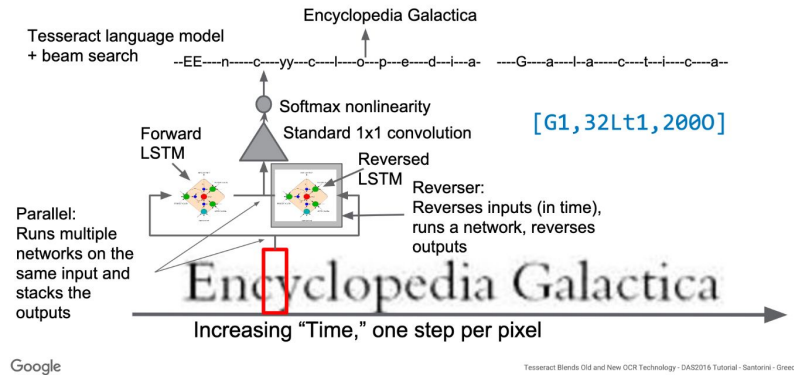 Encyclopedia Galactica
Tesseract language model
+ beam search
--EE----n-----c----yy---c---l---o---p---e---d---i---a- ----G---a---l---a-----c---t---i---c---a--
Softmax nonlinearity
Standard 1x1 convolution
[G1,32Lt1,200O]
Forward
LSTM
Reversed
LSTM
Reverser:
Reverses inputs (in time),
runs a network, reverses
outputs
Parallel:
Runs multiple
networks on the
same input and
stacks the
outputs
Encyclopedia Galactica
Increasing “Time,” one step per pixel
Google
Tesseract Blends Old and New OCR Technology - DAS2016 Tutorial - Santorini - Greec